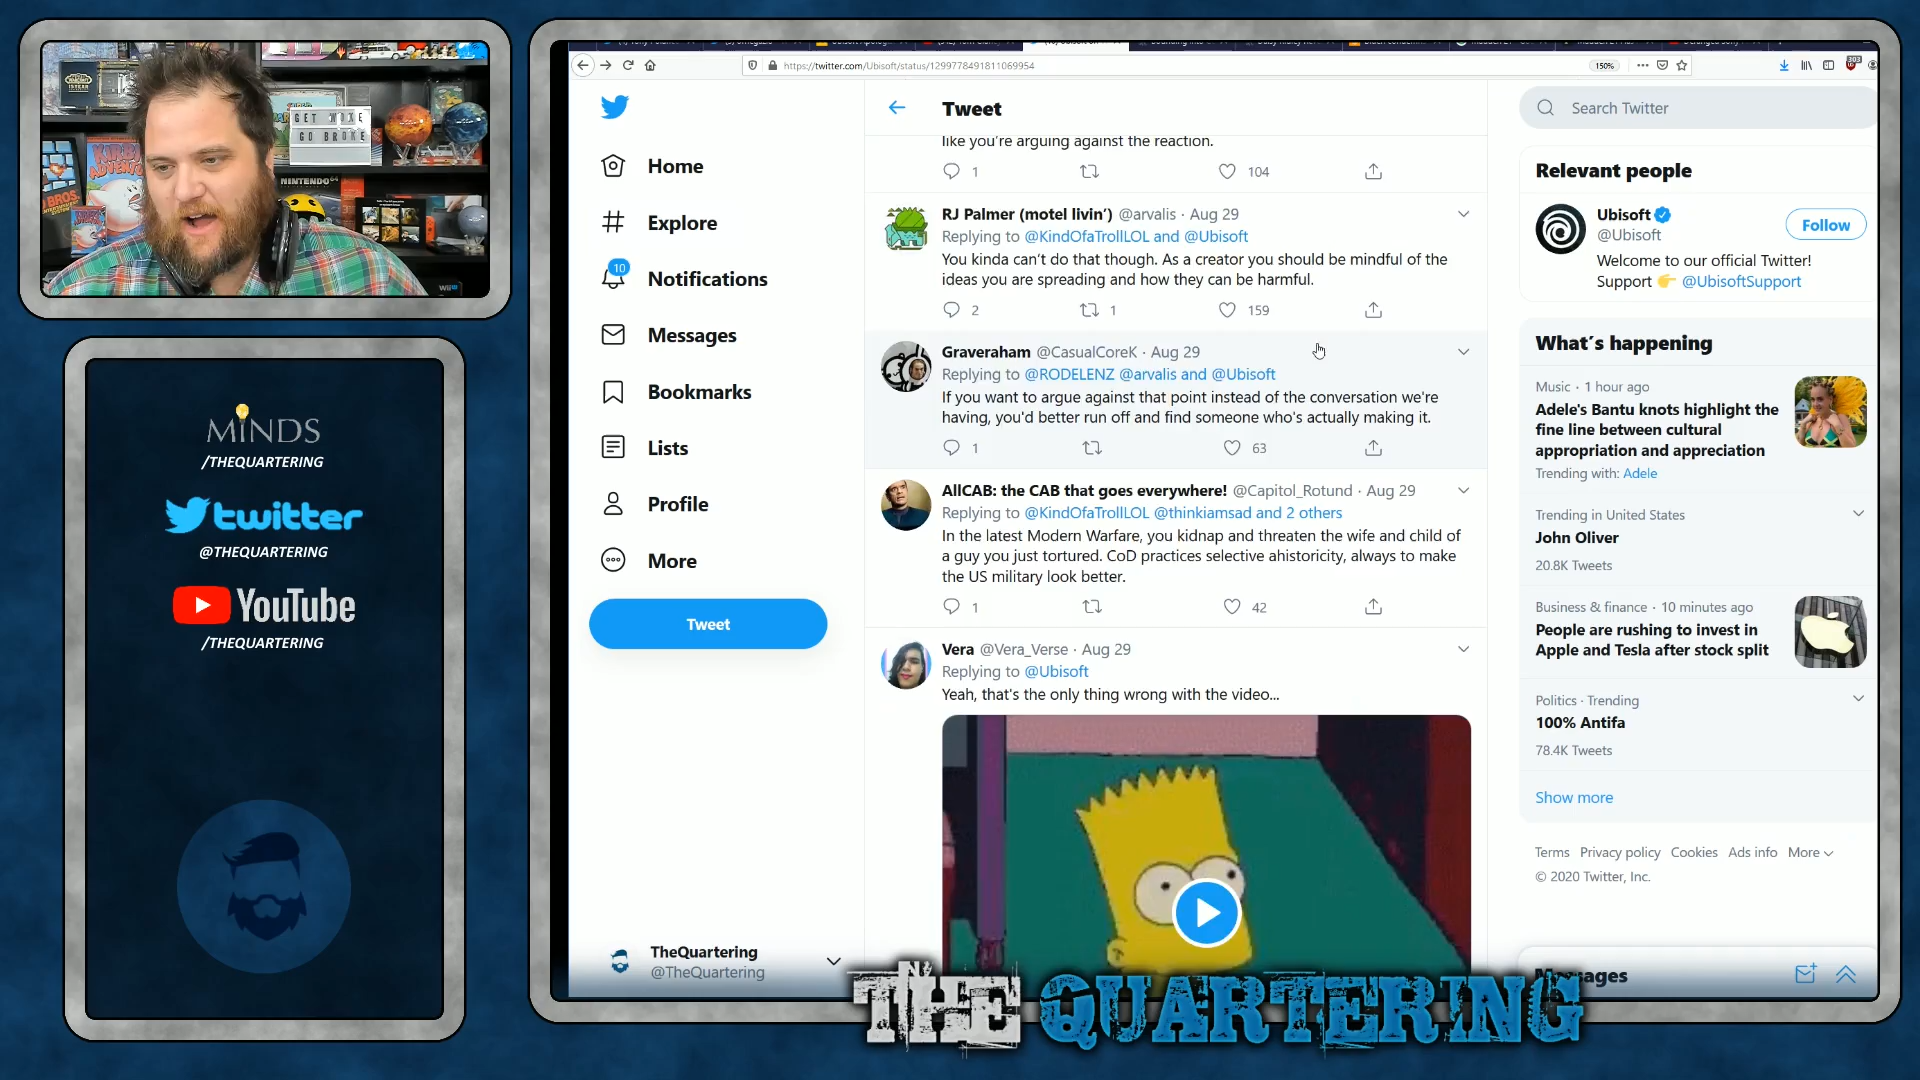 GET WOKE
GO BROKE
KIRBY'S
ADVENTURE
NINTENDO 64
BROS.
Wii
MINDS
/THEQUARTERING
twitter
@THEQUARTERING
YouTube
/THEQUARTERING
https://twitter.com/Ubisoft/status/1299778491811069954
150%
303
Home
Explore
10
Notifications
Messages
Bookmarks
Lists
Profile
More
Tweet
TheQuartering
@TheQuartering
Tweet
like you're arguing against the reaction.
1 104
RJ Palmer (motel livin') @arvalis · Aug 29
Replying to @KindOfaTrollLOL and @Ubisoft
You kinda can't do that though. As a creator you should be mindful of the
ideas you are spreading and how they can be harmful.
2 1 159
Graveraham @CasualCoreK · Aug 29
Replying to @RODELENZ @arvalis and @Ubisoft
If you want to argue against that point instead of the conversation we're
having, you'd better run off and find someone who's actually making it.
1 63
AllCAB: the CAB that goes everywhere! @Capitol_Rotund · Aug 29
Replying to @KindOfaTrollLOL @thinkiamsad and 2 others
In the latest Modern Warfare, you kidnap and threaten the wife and child of
a guy you just tortured. CoD practices selective ahistoricity, always to make
the US military look better.
1 42
Vera @Vera_Verse · Aug 29
Replying to @Ubisoft
Yeah, that's the only thing wrong with the video...
Search Twitter
Relevant people
Ubisoft
@Ubisoft
Follow
Welcome to our official Twitter!
Support 👉 @UbisoftSupport
What's happening
Music · 1 hour ago
Adele's Bantu knots highlight the
fine line between cultural
appropriation and appreciation
Trending with: Adele
Trending in United States
John Oliver
20.8K Tweets
Business & finance · 10 minutes ago
People are rushing to invest in
Apple and Tesla after stock split
Politics · Trending
100% Antifa
78.4K Tweets
Show more
Terms Privacy policy Cookies Ads info More
© 2020 Twitter, Inc.
Messages
THE QUARTERING